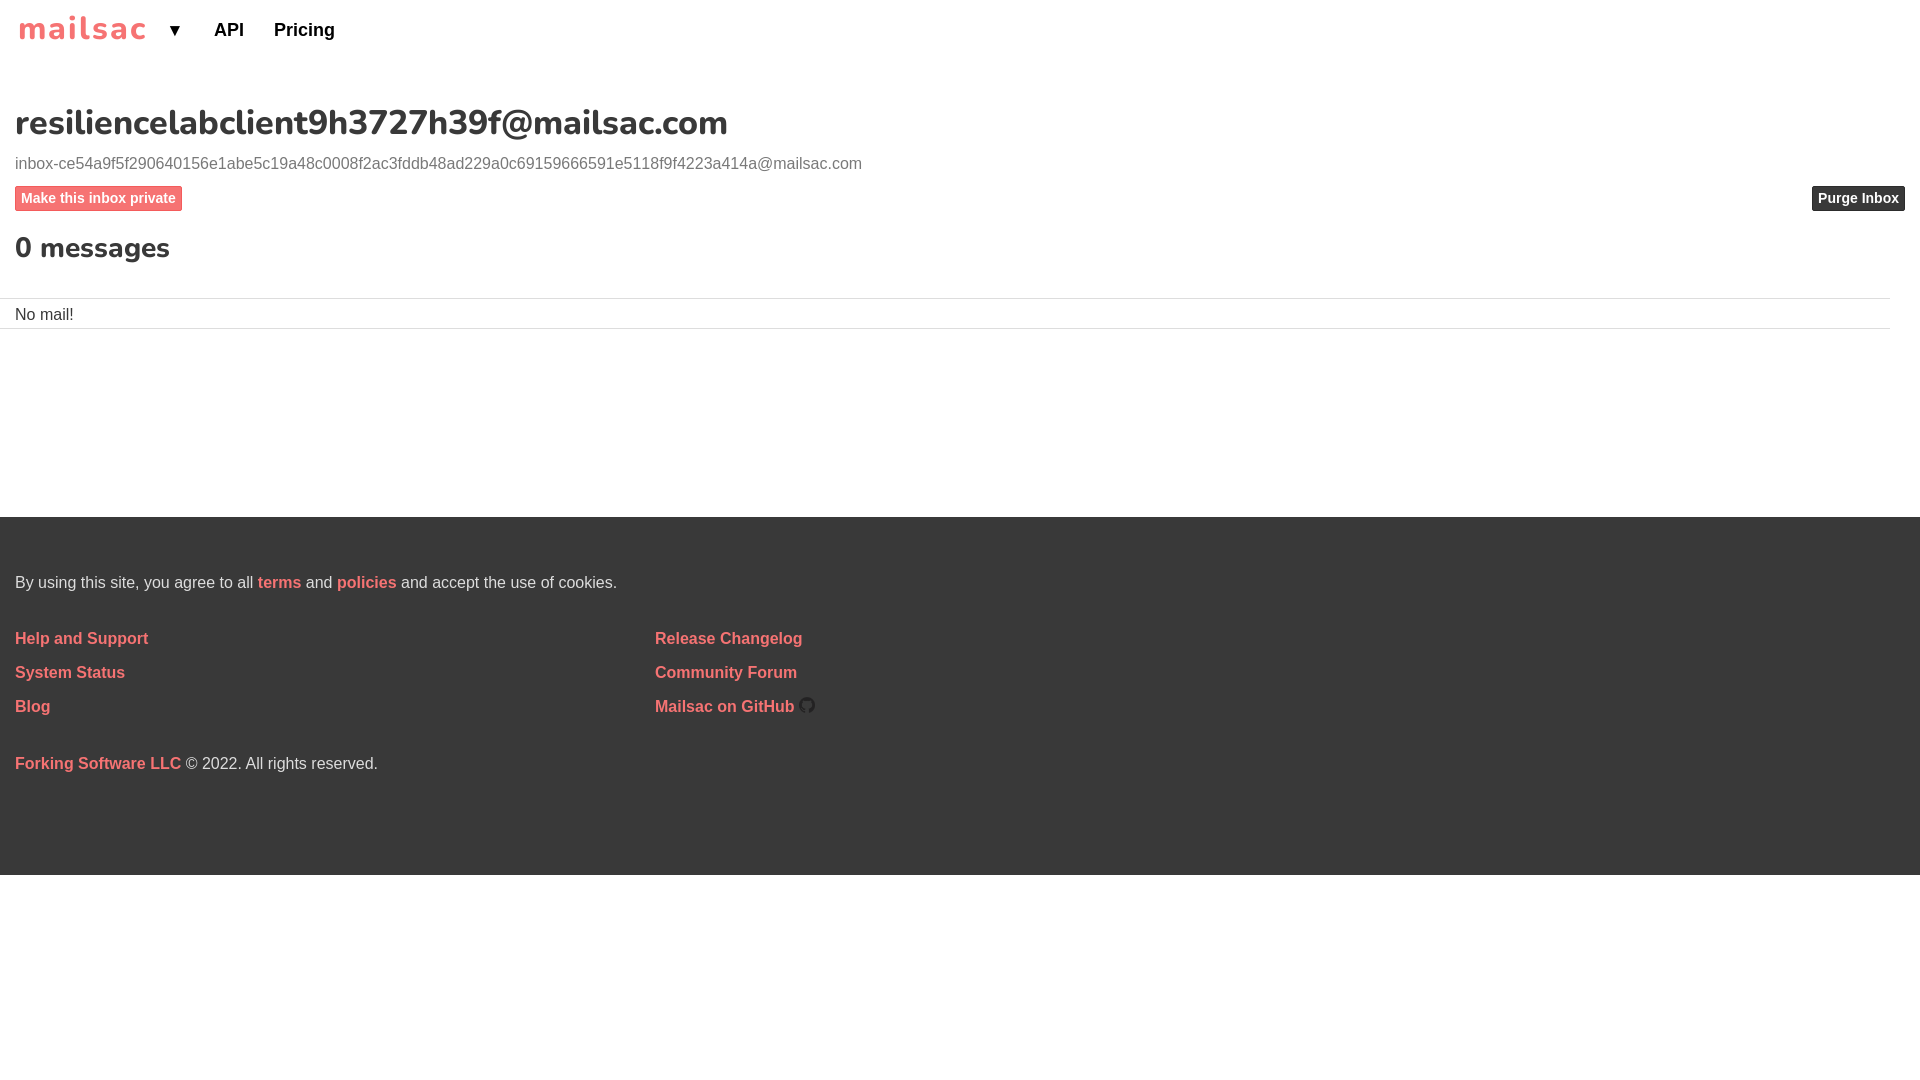 mailsac ▼ API Pricing
resiliencelabclient9h3727h39f@mailsac.com
inbox-ce54a9f5f290640156e1abe5c19a48c0008f2ac3fddb48ad229a0c69159666591e5118f9f4223a414a@mailsac.com
Make this inbox private Purge Inbox
0 messages
No mail!
By using this site, you agree to all terms and policies and accept the use of cookies.
Help and Support
System Status
Blog
Release Changelog
Community Forum
Mailsac on GitHub
Forking Software LLC © 2022. All rights reserved.